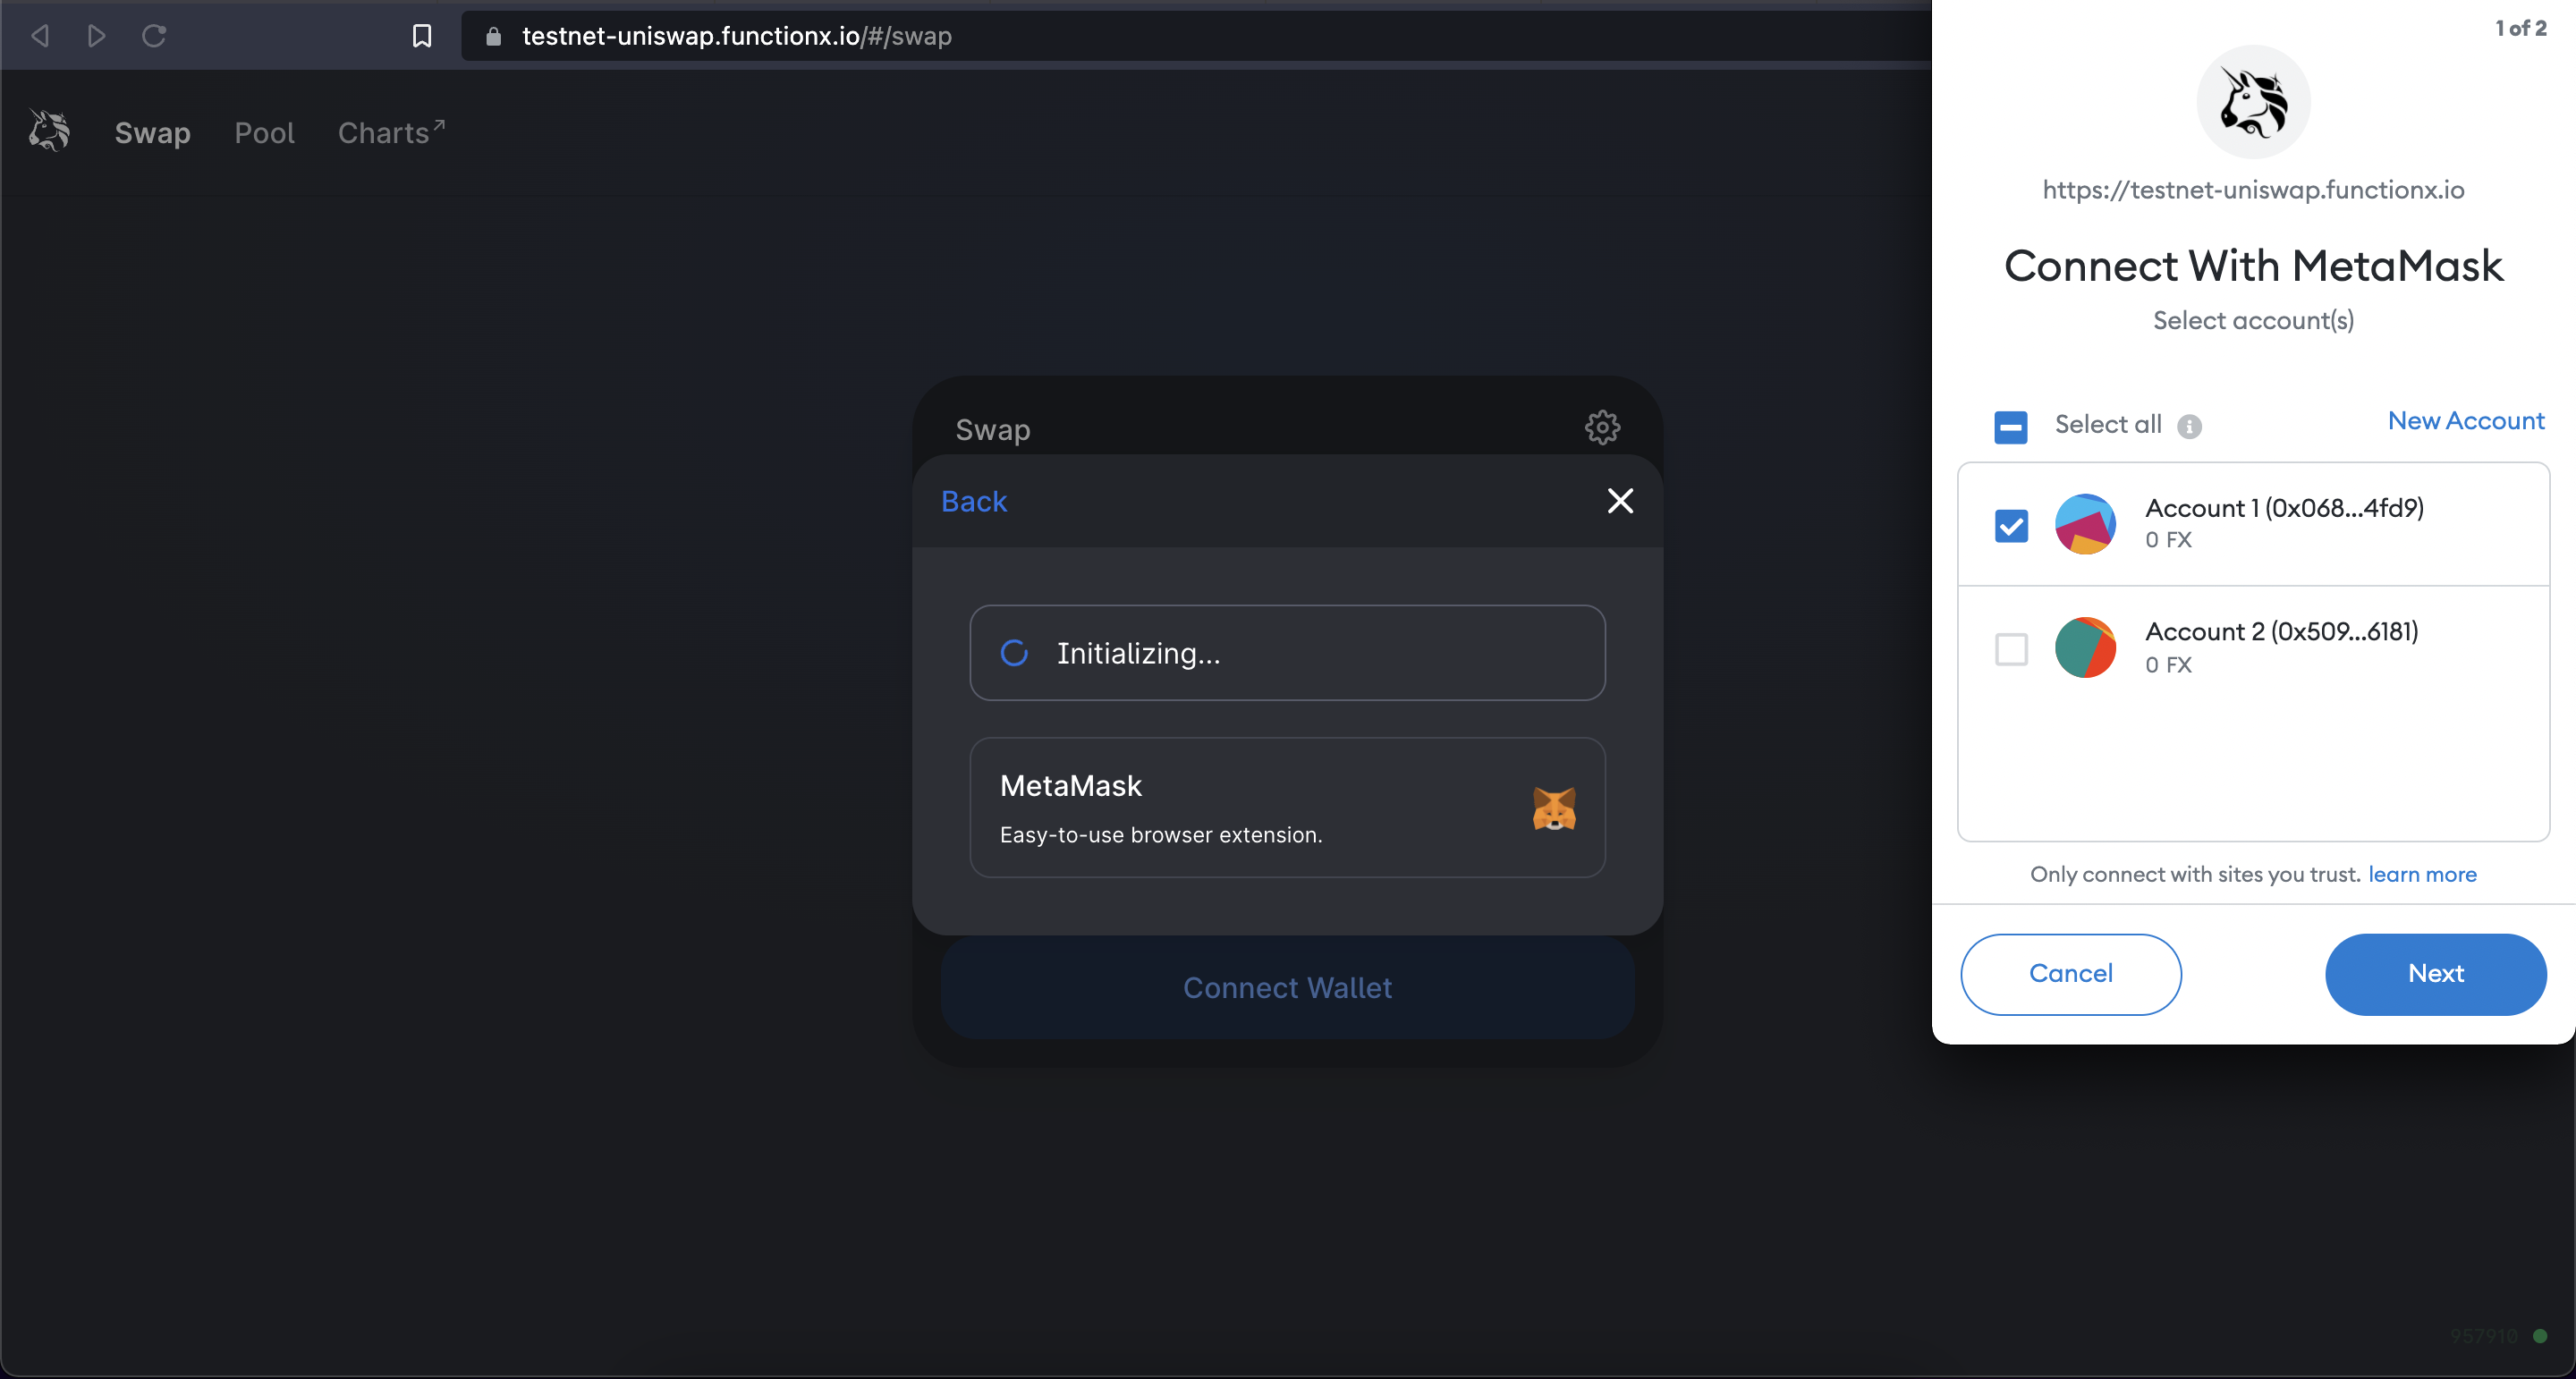 testnet-uniswap.functionx.io/#/swap
Swap
Pool
Charts↗
Swap
Back
Initializing...
MetaMask
Easy-to-use browser extension.
Connect Wallet
957910
1 of 2
https://testnet-uniswap.functionx.io
Connect With MetaMask
Select account(s)
Select all
New Account
Account 1 (0x068...4fd9)
0 FX
Account 2 (0x509...6181)
0 FX
Only connect with sites you trust. learn more
Cancel
Next